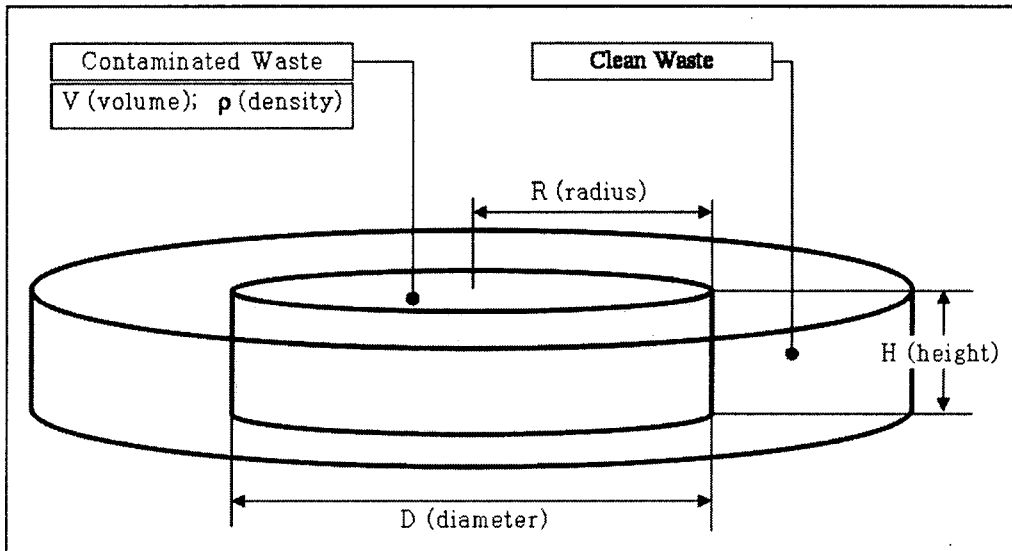 Contaminated Waste
V (volume); ρ (density)
Clean Waste
R (radius)
H (height)
D (diameter)